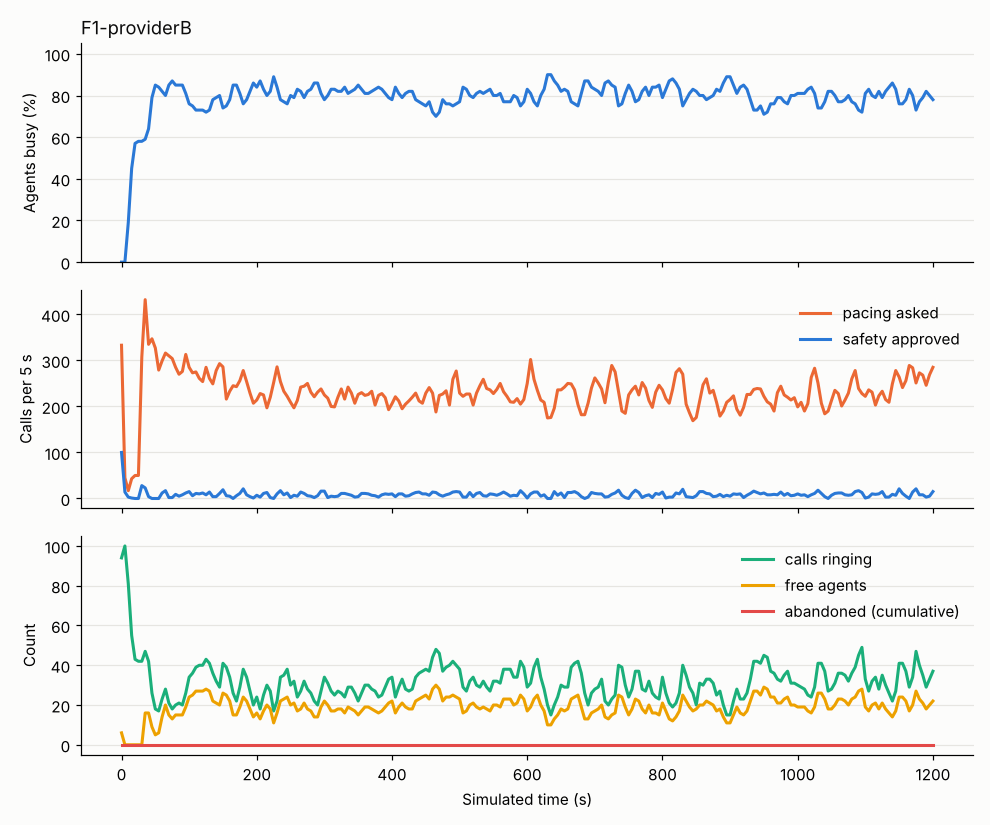 F1-providerB
Agents busy (%)
100
80
60
40
20
0
Calls per 5 s
400
300
200
100
0
pacing asked
safety approved
Count
100
80
60
40
20
0
calls ringing
free agents
abandoned (cumulative)
0 200 400 600 800 1000 1200
Simulated time (s)